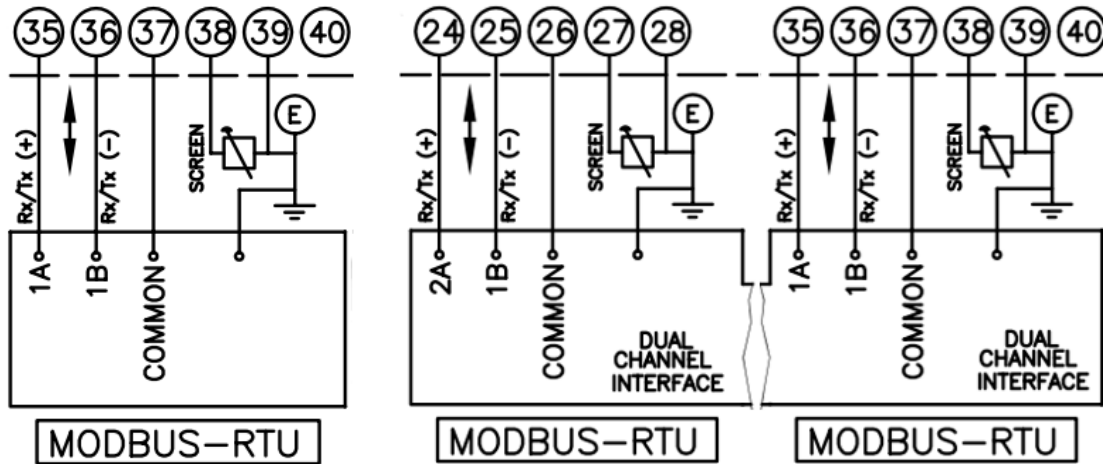 35 36 37 38 39 40
24 25 26 27 28
35 36 37 38 39 40
Rx/Tx (+)
Rx/Tx (-)
SCREEN
E
1A
1B
COMMON
MODBUS-RTU
Rx/Tx (+)
Rx/Tx (-)
SCREEN
E
2A
1B
COMMON
DUAL
CHANNEL
INTERFACE
MODBUS-RTU
Rx/Tx (+)
Rx/Tx (-)
SCREEN
E
1A
1B
COMMON
DUAL
CHANNEL
INTERFACE
MODBUS-RTU